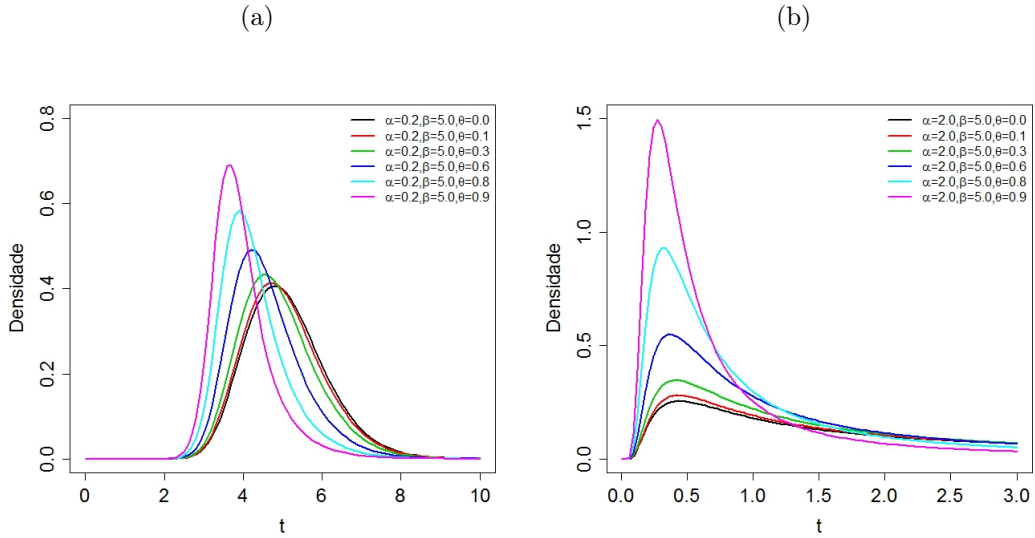 (a)
(b)
α=0.2,β=5.0,θ=0.0
α=0.2,β=5.0,θ=0.1
α=0.2,β=5.0,θ=0.3
α=0.2,β=5.0,θ=0.6
α=0.2,β=5.0,θ=0.8
α=0.2,β=5.0,θ=0.9
Densidade
0.8
0.6
0.4
0.2
0.0
0 2 4 6 8 10
t
α=2.0,β=5.0,θ=0.0
α=2.0,β=5.0,θ=0.1
α=2.0,β=5.0,θ=0.3
α=2.0,β=5.0,θ=0.6
α=2.0,β=5.0,θ=0.8
α=2.0,β=5.0,θ=0.9
Densidade
1.5
1.0
0.5
0.0
0.0 0.5 1.0 1.5 2.0 2.5 3.0
t